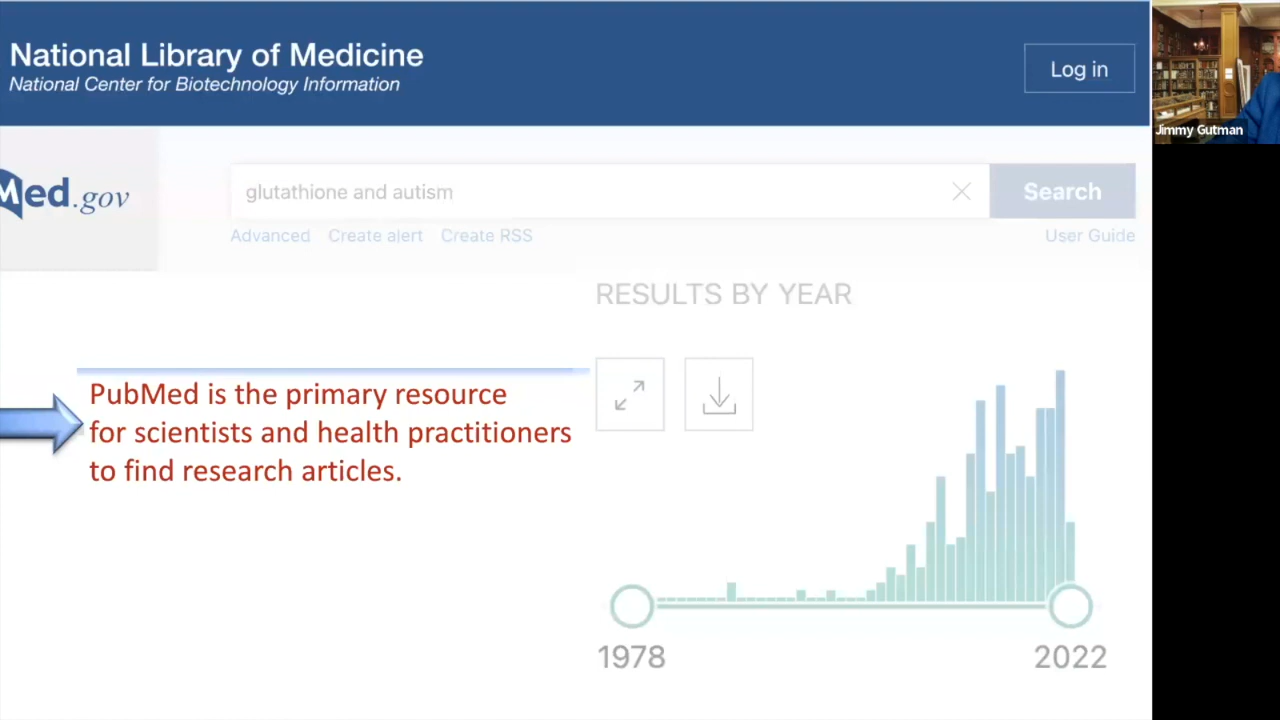 National Library of Medicine
National Center for Biotechnology Information
Log in
Jimmy Gutman
Med.gov
glutathione and autism
Search
Advanced Create alert Create RSS
User Guide
RESULTS BY YEAR
PubMed is the primary resource
for scientists and health practitioners
to find research articles.
1978
2022